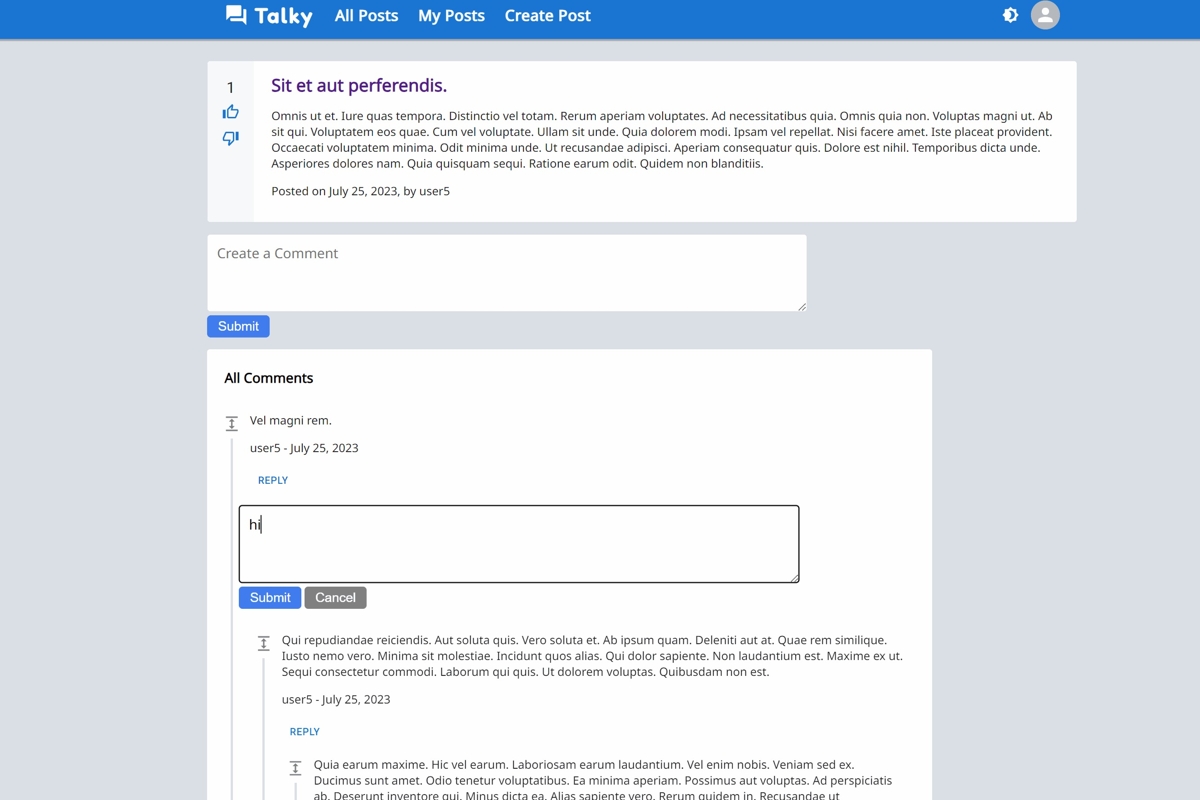 Talky All Posts My Posts Create Post
1
Sit et aut perferendis.
Omnis ut et. Iure quas tempora. Distinctio vel totam. Rerum aperiam voluptates. Ad necessitatibus quia. Omnis quia non. Voluptas magni ut. Ab
sit qui. Voluptatem eos quae. Cum vel voluptate. Ullam sit unde. Quia dolorem modi. Ipsam vel repellat. Nisi facere amet. Iste placeat provident.
Occaecati voluptatem minima. Odit minima unde. Ut recusandae adipisci. Aperiam consequatur quis. Dolore est nihil. Temporibus dicta unde.
Asperiores dolores nam. Quia quisquam sequi. Ratione earum odit. Quidem non blanditiis.
Posted on July 25, 2023, by user5
Create a Comment
Submit
All Comments
Vel magni rem.
user5 - July 25, 2023
REPLY
hi
Submit Cancel
Qui repudiandae reiciendis. Aut soluta quis. Vero soluta et. Ab ipsum quam. Deleniti aut at. Quae rem similique.
Iusto nemo vero. Minima sit molestiae. Incidunt quos alias. Qui dolor sapiente. Non laudantium est. Maxime ex ut.
Sequi consectetur commodi. Laborum qui quis. Ut dolorem voluptas. Quibusdam non est.
user5 - July 25, 2023
REPLY
Quia earum maxime. Hic vel earum. Laboriosam earum laudantium. Vel enim nobis. Veniam sed ex.
Ducimus sunt amet. Odio tenetur voluptatibus. Ea minima aperiam. Possimus aut voluptas. Ad perspiciatis
ab. Deserunt inventore qui. Minus dicta ea. Alias sapiente vero. Rerum quidem in. Recusandae ut